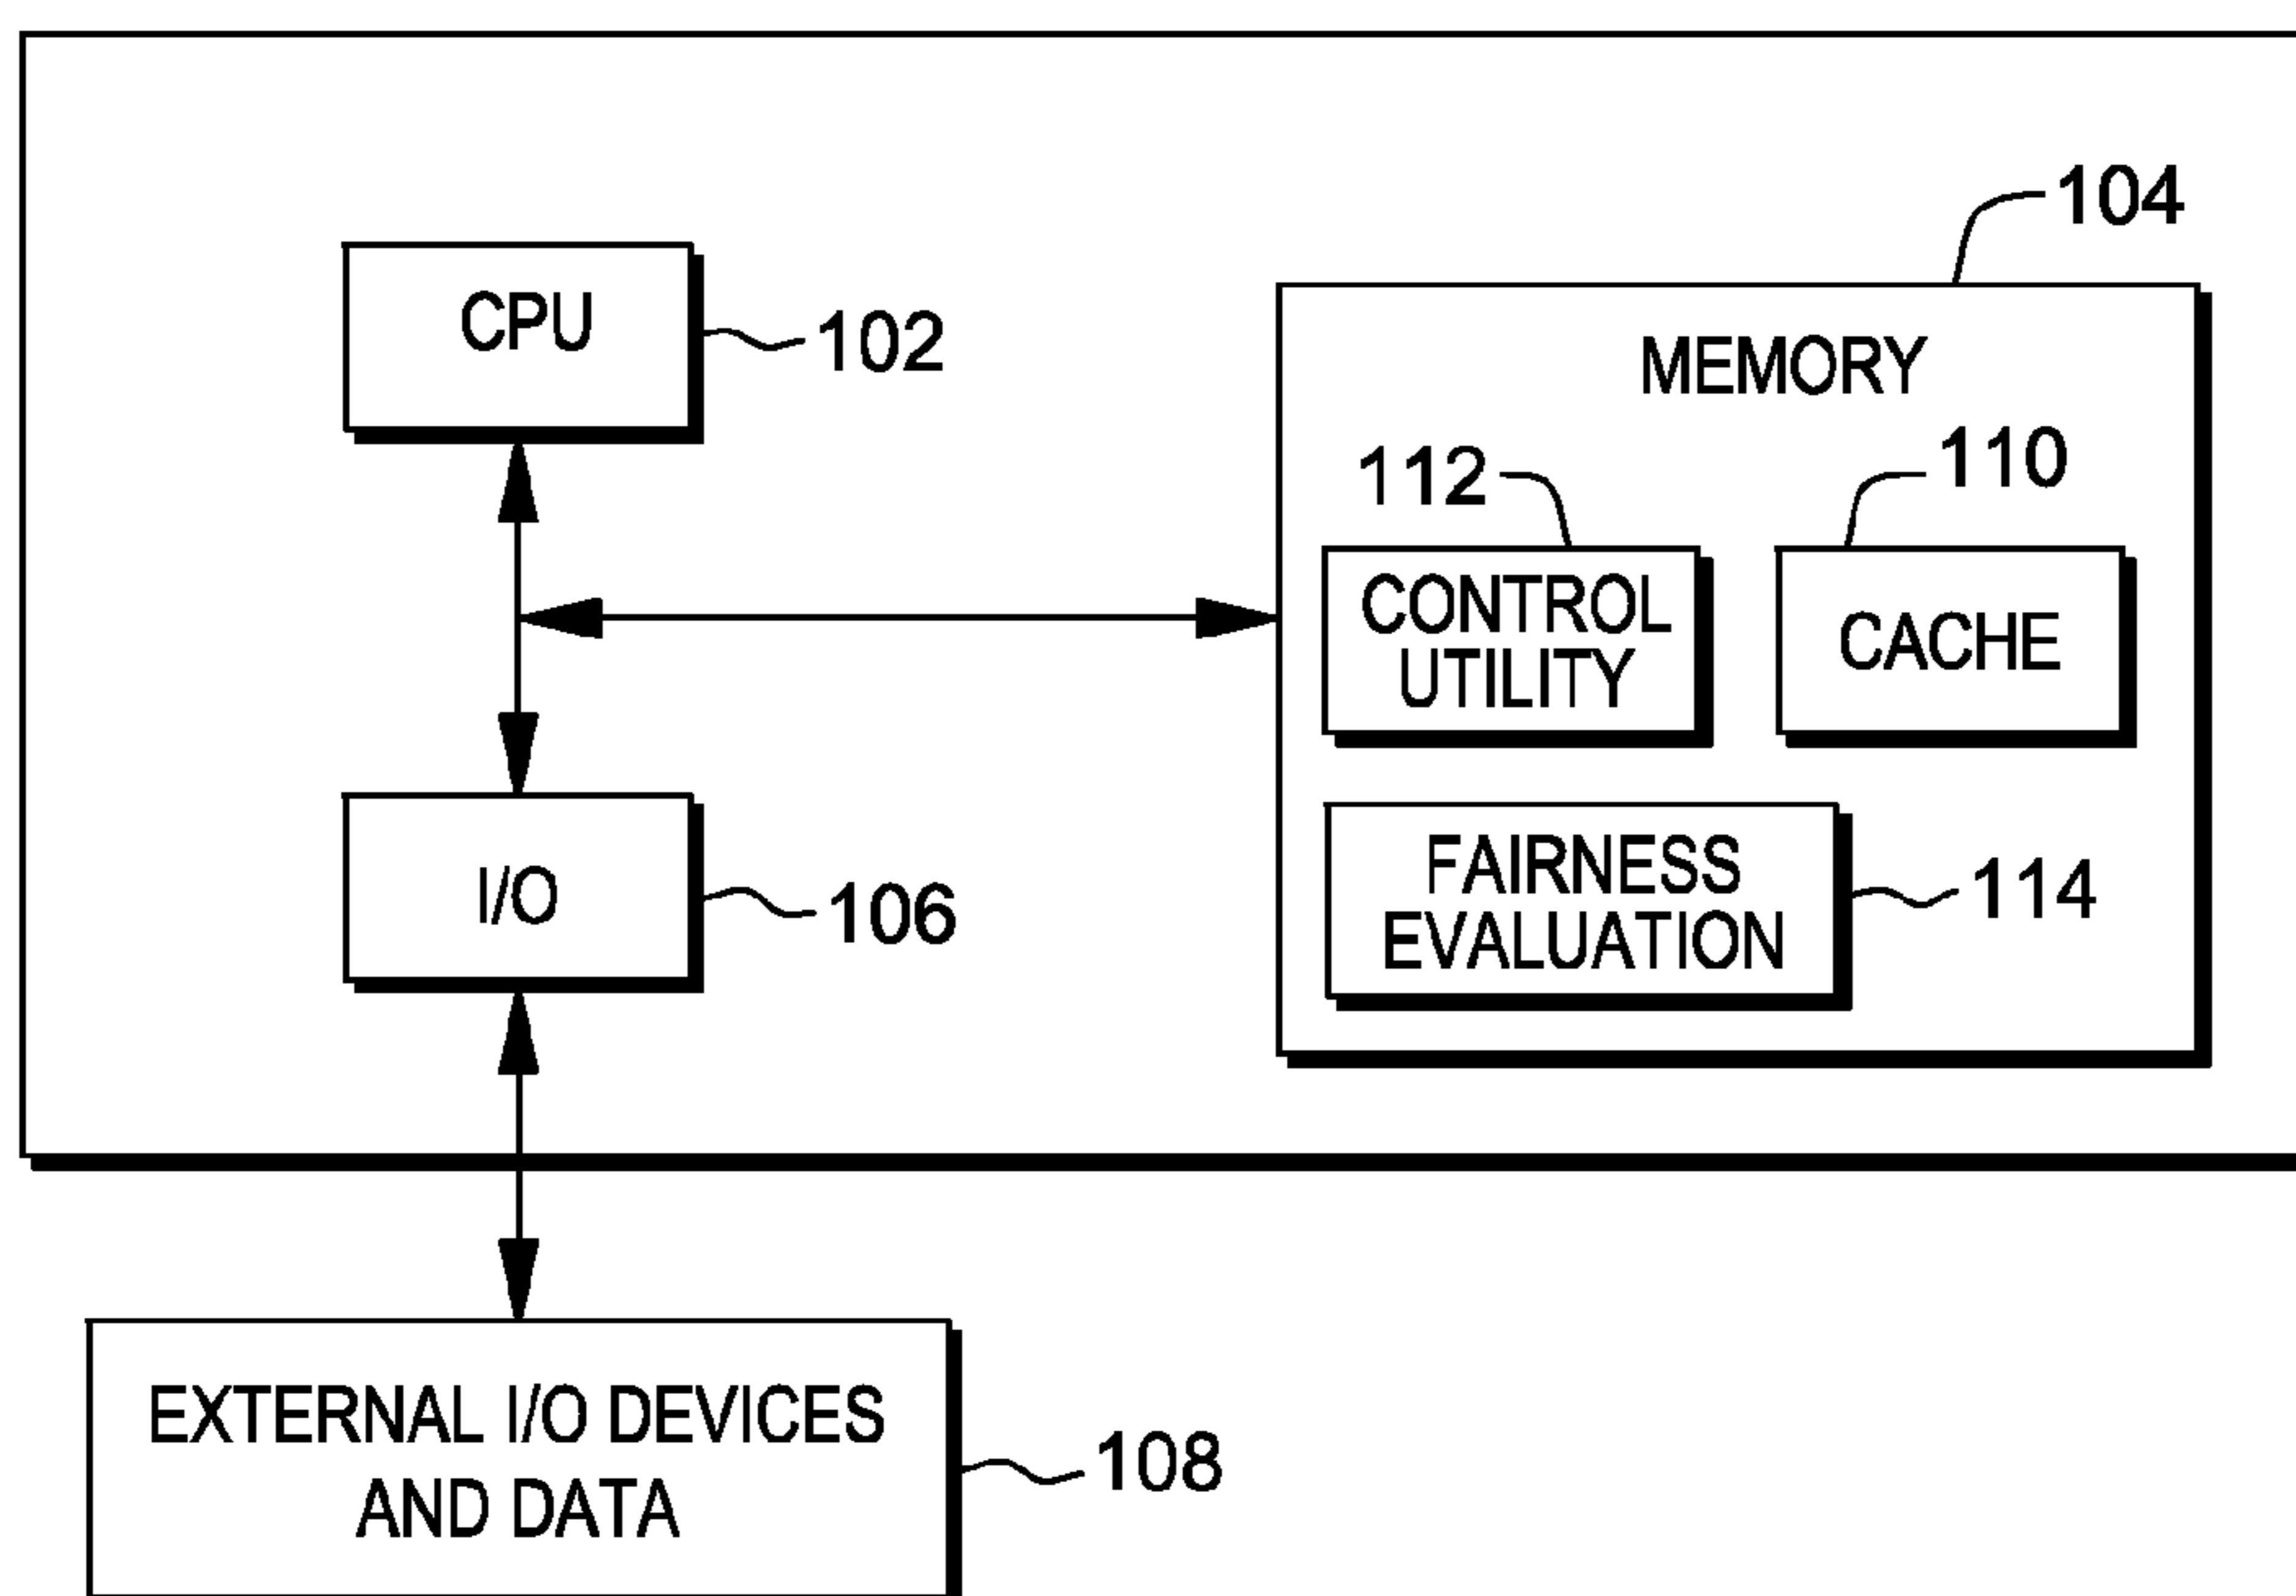 104
CPU
102
MEMORY
112
110
CONTROL
UTILITY
CACHE
I/O
106
FAIRNESS
EVALUATION
114
EXTERNAL I/O DEVICES
AND DATA
108